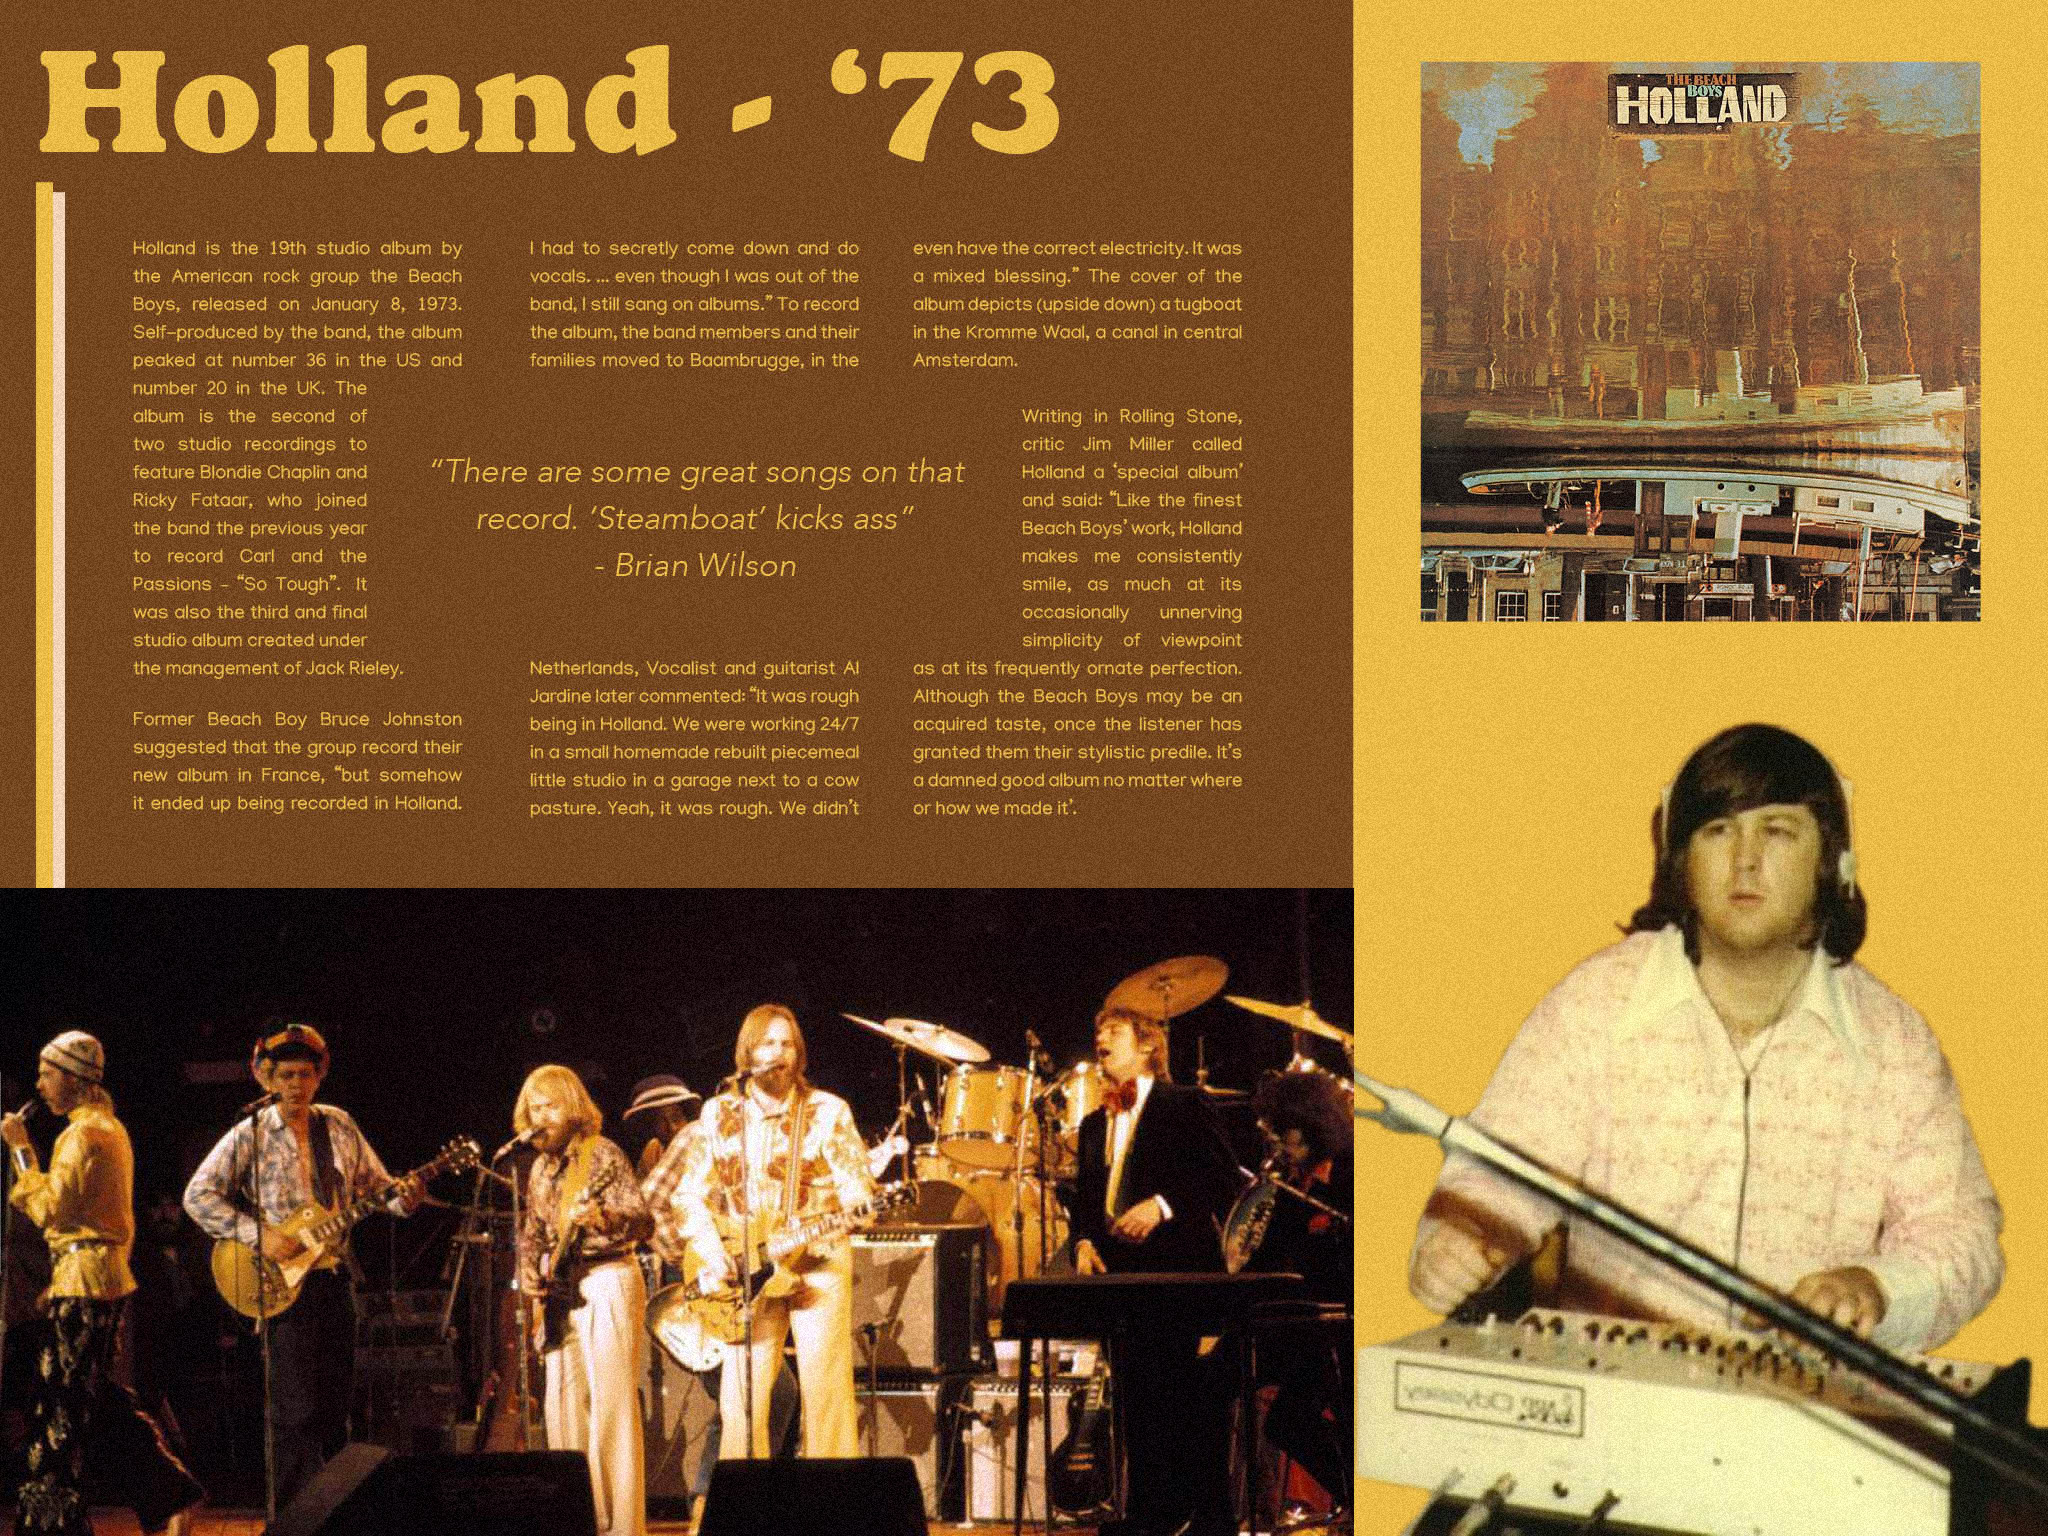 Holland - ‘73
Holland is the 19th studio album by
the American rock group the Beach
Boys, released on January 8, 1973.
Self-produced by the band, the album
peaked at number 36 in the US and
number 20 in the UK. The
album is the second of
two studio recordings to
feature Blondie Chaplin and
Ricky Fataar, who joined
the band the previous year
to record Carl and the
Passions - “So Tough”. It
was also the third and final
studio album created under
the management of Jack Rieley.
Former Beach Boy Bruce Johnston
suggested that the group record their
new album in France, “but somehow
it ended up being recorded in Holland.
I had to secretly come down and do
vocals. ... even though I was out of the
band, I still sang on albums.” To record
the album, the band members and their
families moved to Baambrugge, in the
Netherlands, Vocalist and guitarist Al
Jardine later commented: “It was rough
being in Holland. We were working 24/7
in a small homemade rebuilt piecemeal
little studio in a garage next to a cow
pasture. Yeah, it was rough. We didn’t
even have the correct electricity. It was
a mixed blessing.” The cover of the
album depicts (upside down) a tugboat
in the Kromme Waal, a canal in central
Amsterdam.
Writing in Rolling Stone,
critic Jim Miller called
Holland a ‘special album’
and said: “Like the finest
Beach Boys’ work, Holland
makes me consistently
smile, as much at its
occasionally unnerving
simplicity of viewpoint
as at its frequently ornate perfection.
Although the Beach Boys may be an
acquired taste, once the listener has
granted them their stylistic predile. It’s
a damned good album no matter where
or how we made it’.
“There are some great songs on that
record. ‘Steamboat’ kicks ass”
- Brian Wilson
THE BEACH
BOYS
HOLLAND
Odyssey